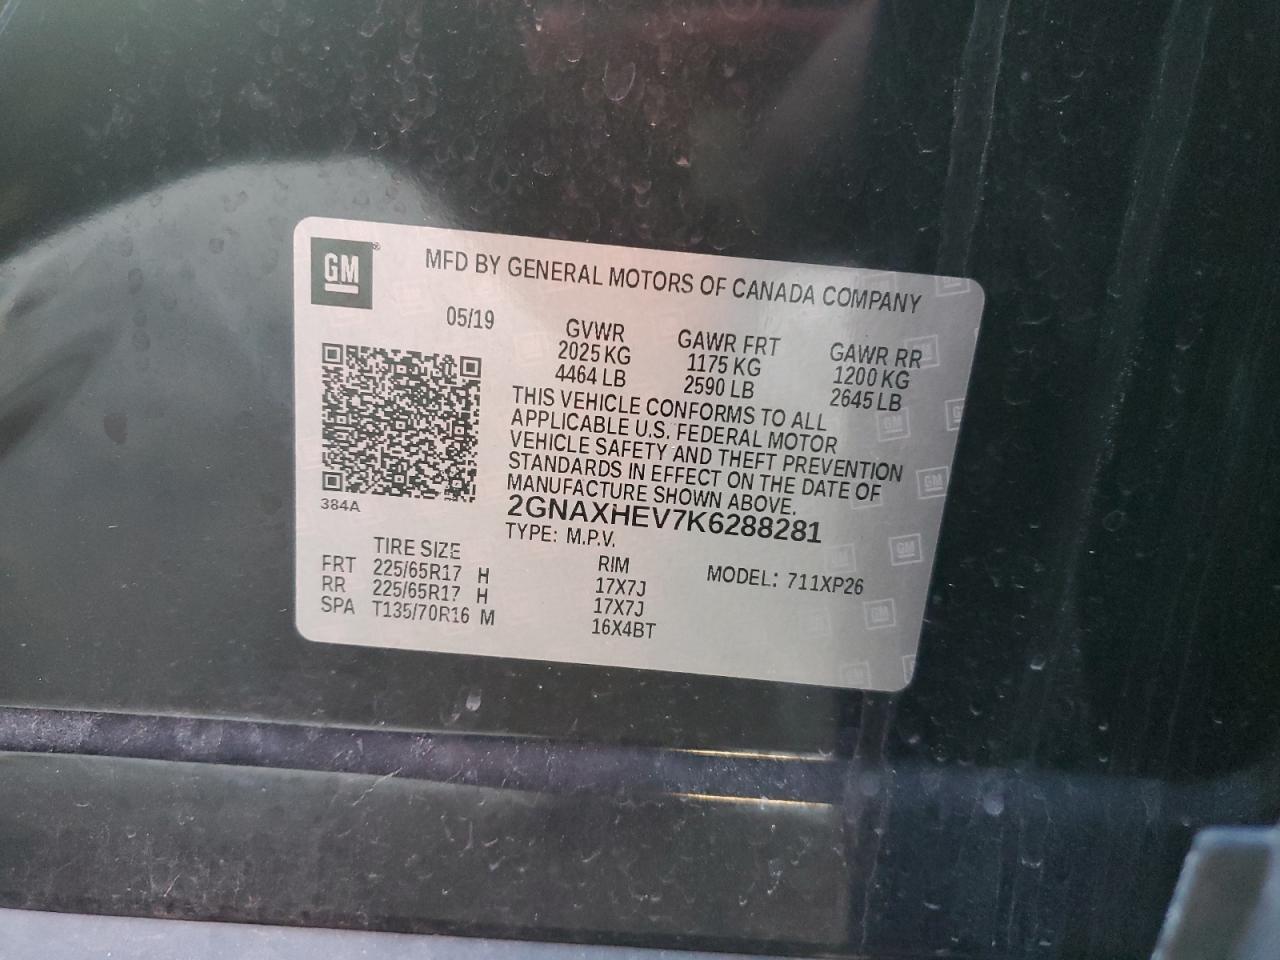 GM
MFD BY GENERAL MOTORS OF CANADA COMPANY
05/19
GVWR GAWR FRT GAWR RR
2025 KG 1175 KG 1200 KG
4464 LB 2590 LB 2645 LB
THIS VEHICLE CONFORMS TO ALL
APPLICABLE U.S. FEDERAL MOTOR
VEHICLE SAFETY AND THEFT PREVENTION
STANDARDS IN EFFECT ON THE DATE OF
MANUFACTURE SHOWN ABOVE.
2GNAXHEV7K6288281
384A
TYPE: M.P.V.
TIRE SIZE RIM MODEL: 711XP26
FRT 225/65R17 H 17X7J
RR 225/65R17 H 17X7J
SPA T135/70R16 M 16X4BT